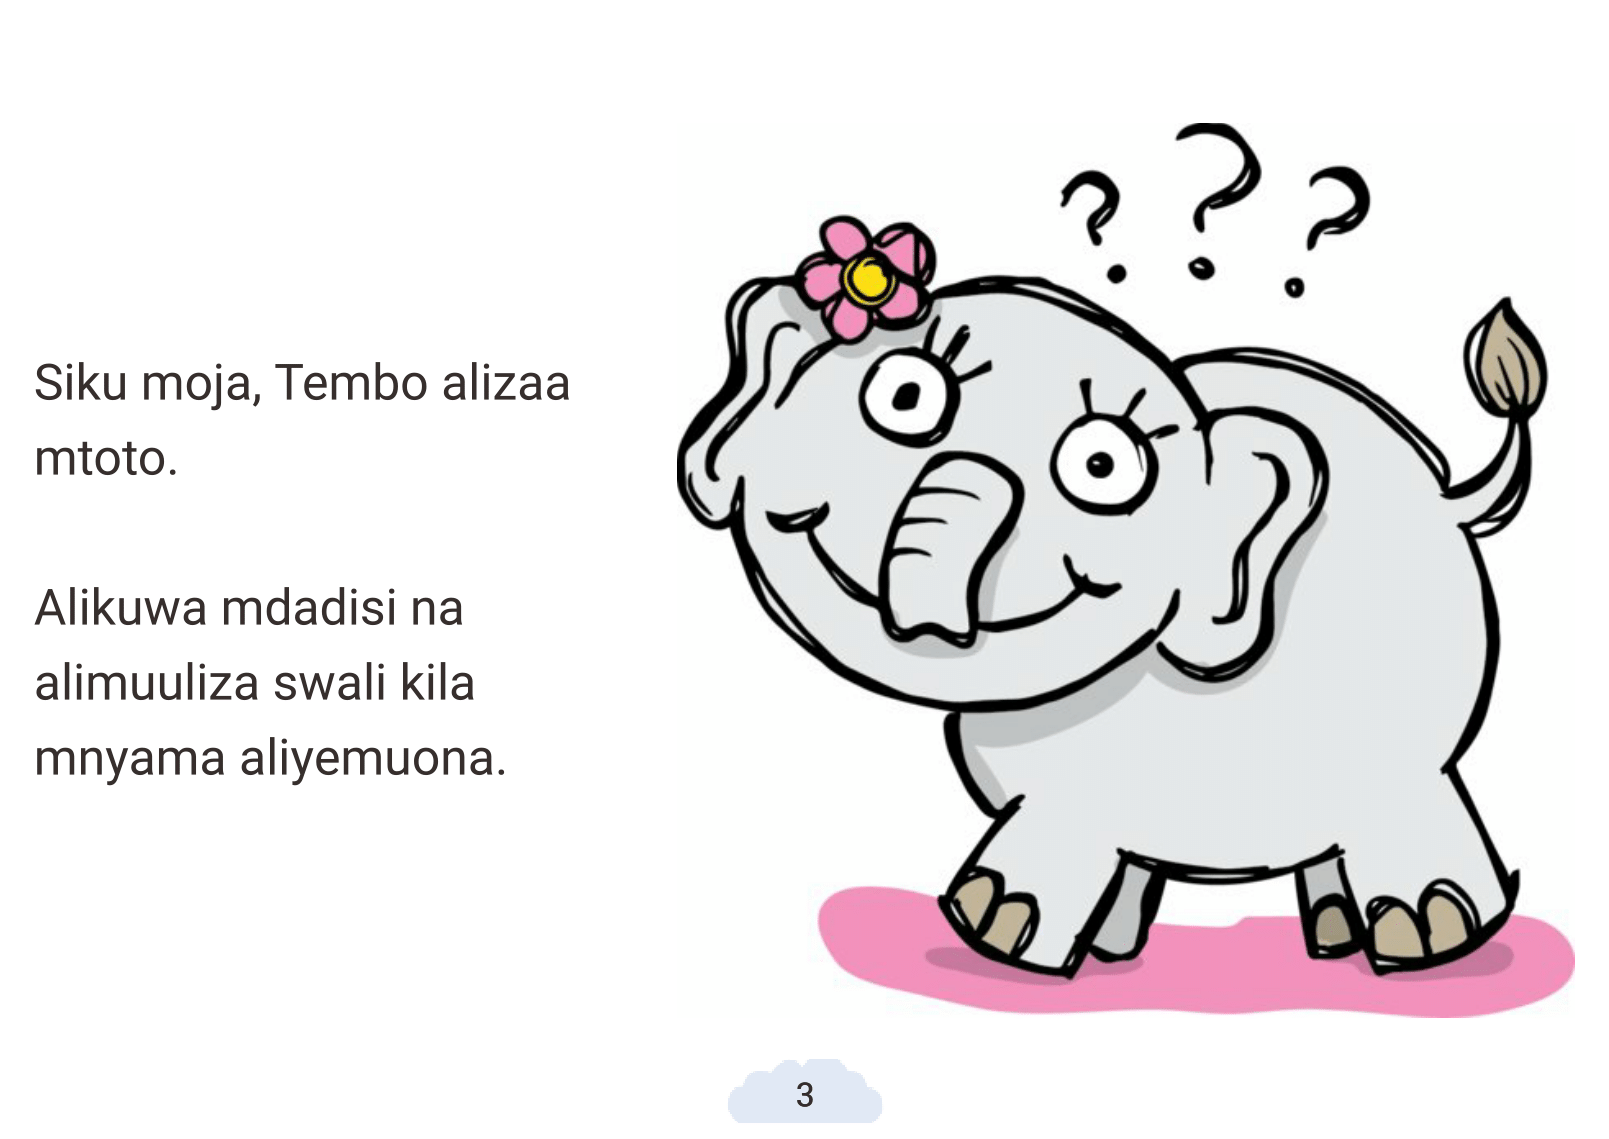 Siku moja, Tembo alizaa
mtoto.
Alikuwa mdadisi na
alimuuliza swali kila
mnyama aliyemuona.
? ? ?
3